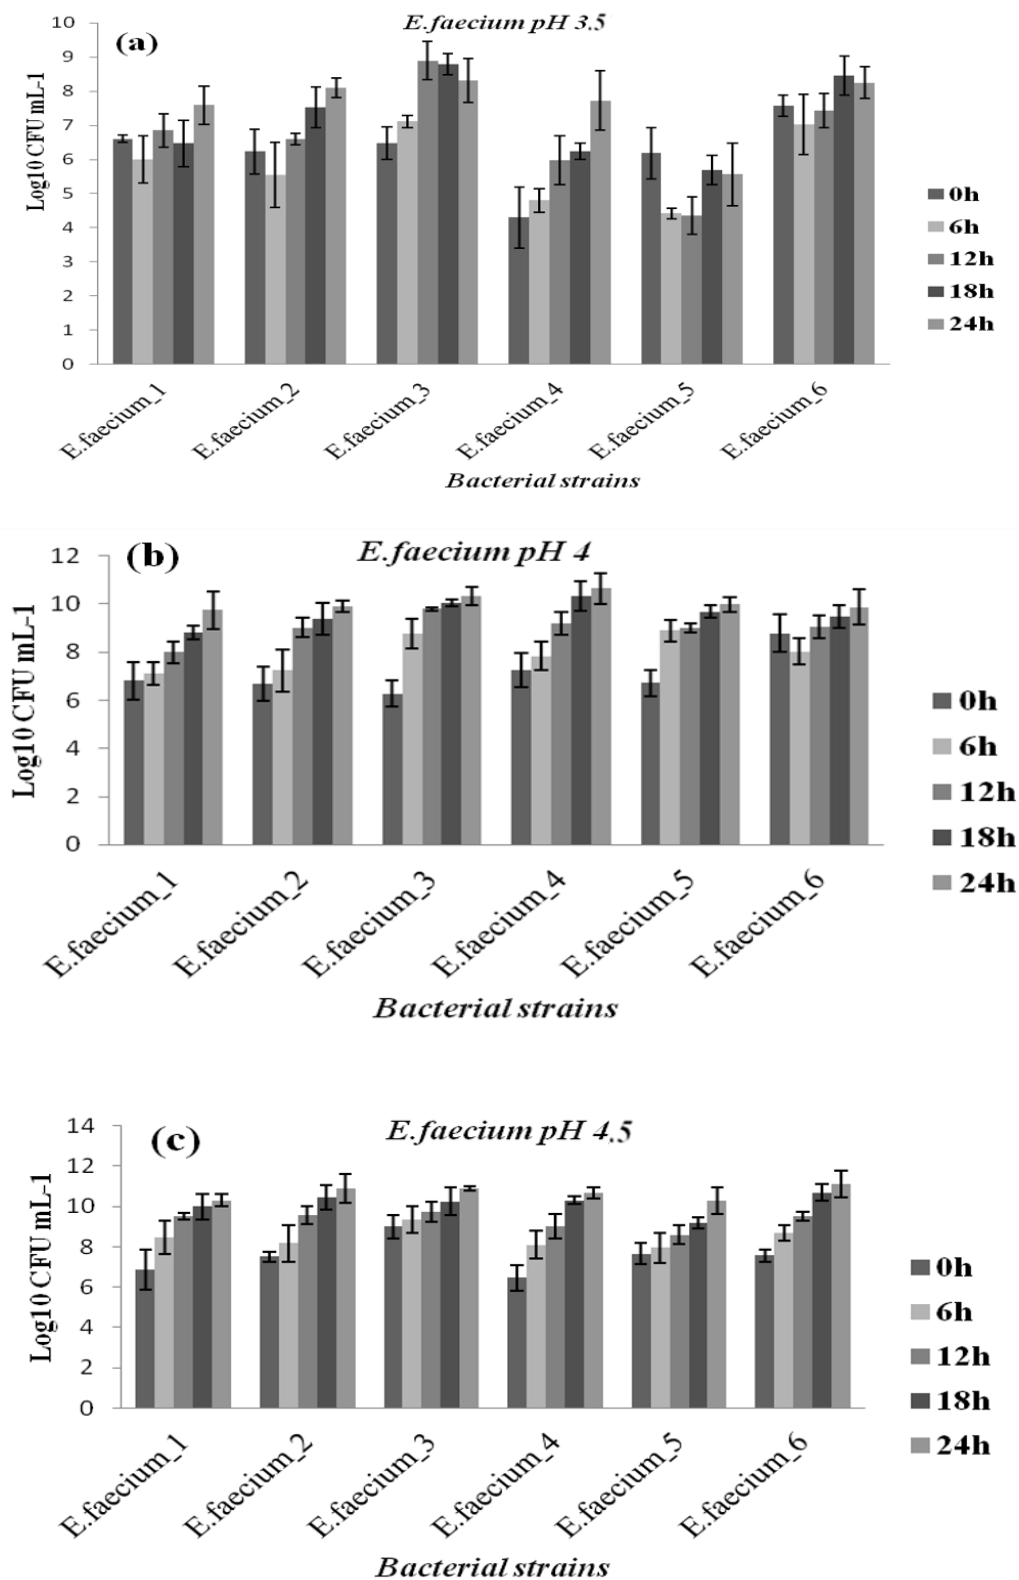 E.faecium pH 3.5
(a)
10
9
8
7
6
5
4
3
2
1
0
Log10 CFU mL-1
E.faecium_1
E.faecium_2
E.faecium_3
E.faecium_4
E.faecium_5
E.faecium_6
Bacterial strains
0h
6h
12h
18h
24h
(b)
E.faecium pH 4
12
10
8
6
4
2
0
Log10 CFU mL-1
E.faecium_1
E.faecium_2
E.faecium_3
E.faecium_4
E.faecium_5
E.faecium_6
Bacterial strains
0h
6h
12h
18h
24h
(c)
E.faecium pH 4.5
14
12
10
8
6
4
2
0
Log10 CFU mL-1
E.faecium_1
E.faecium_2
E.faecium_3
E.faecium_4
E.faecium_5
E.faecium_6
Bacterial strains
0h
6h
12h
18h
24h